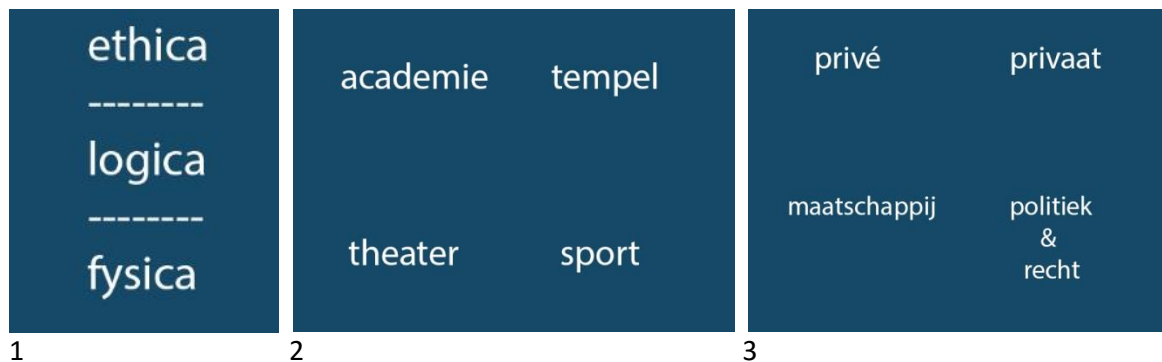 ethica
--------
logica
--------
fysica
academie tempel
theater sport
privé privaat
maatschappij politiek
&
recht
1 2 3